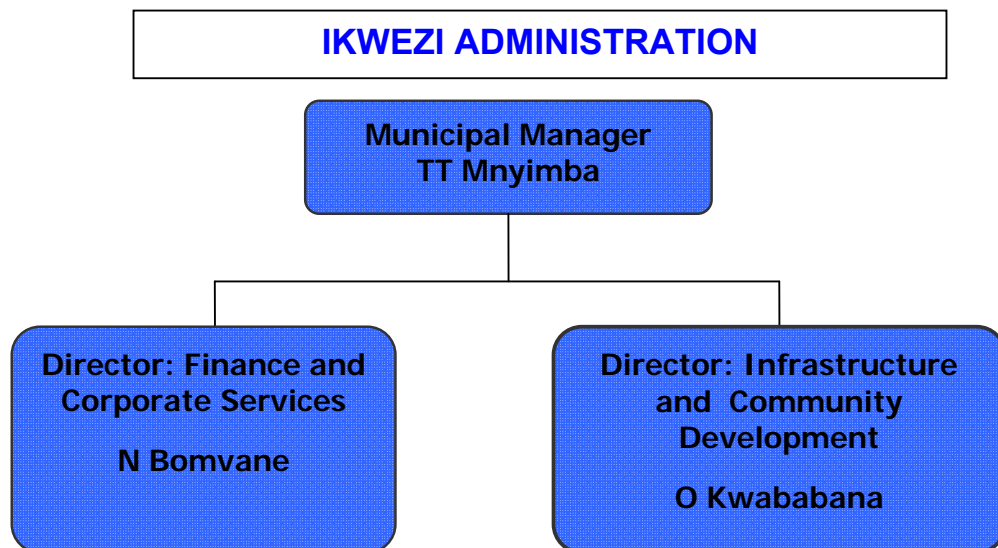 IKWEZI ADMINISTRATION
Municipal Manager
TT Mnyimba
Director: Finance and
Corporate Services
N Bomvane
Director: Infrastructure
and Community
Development
O Kwababana